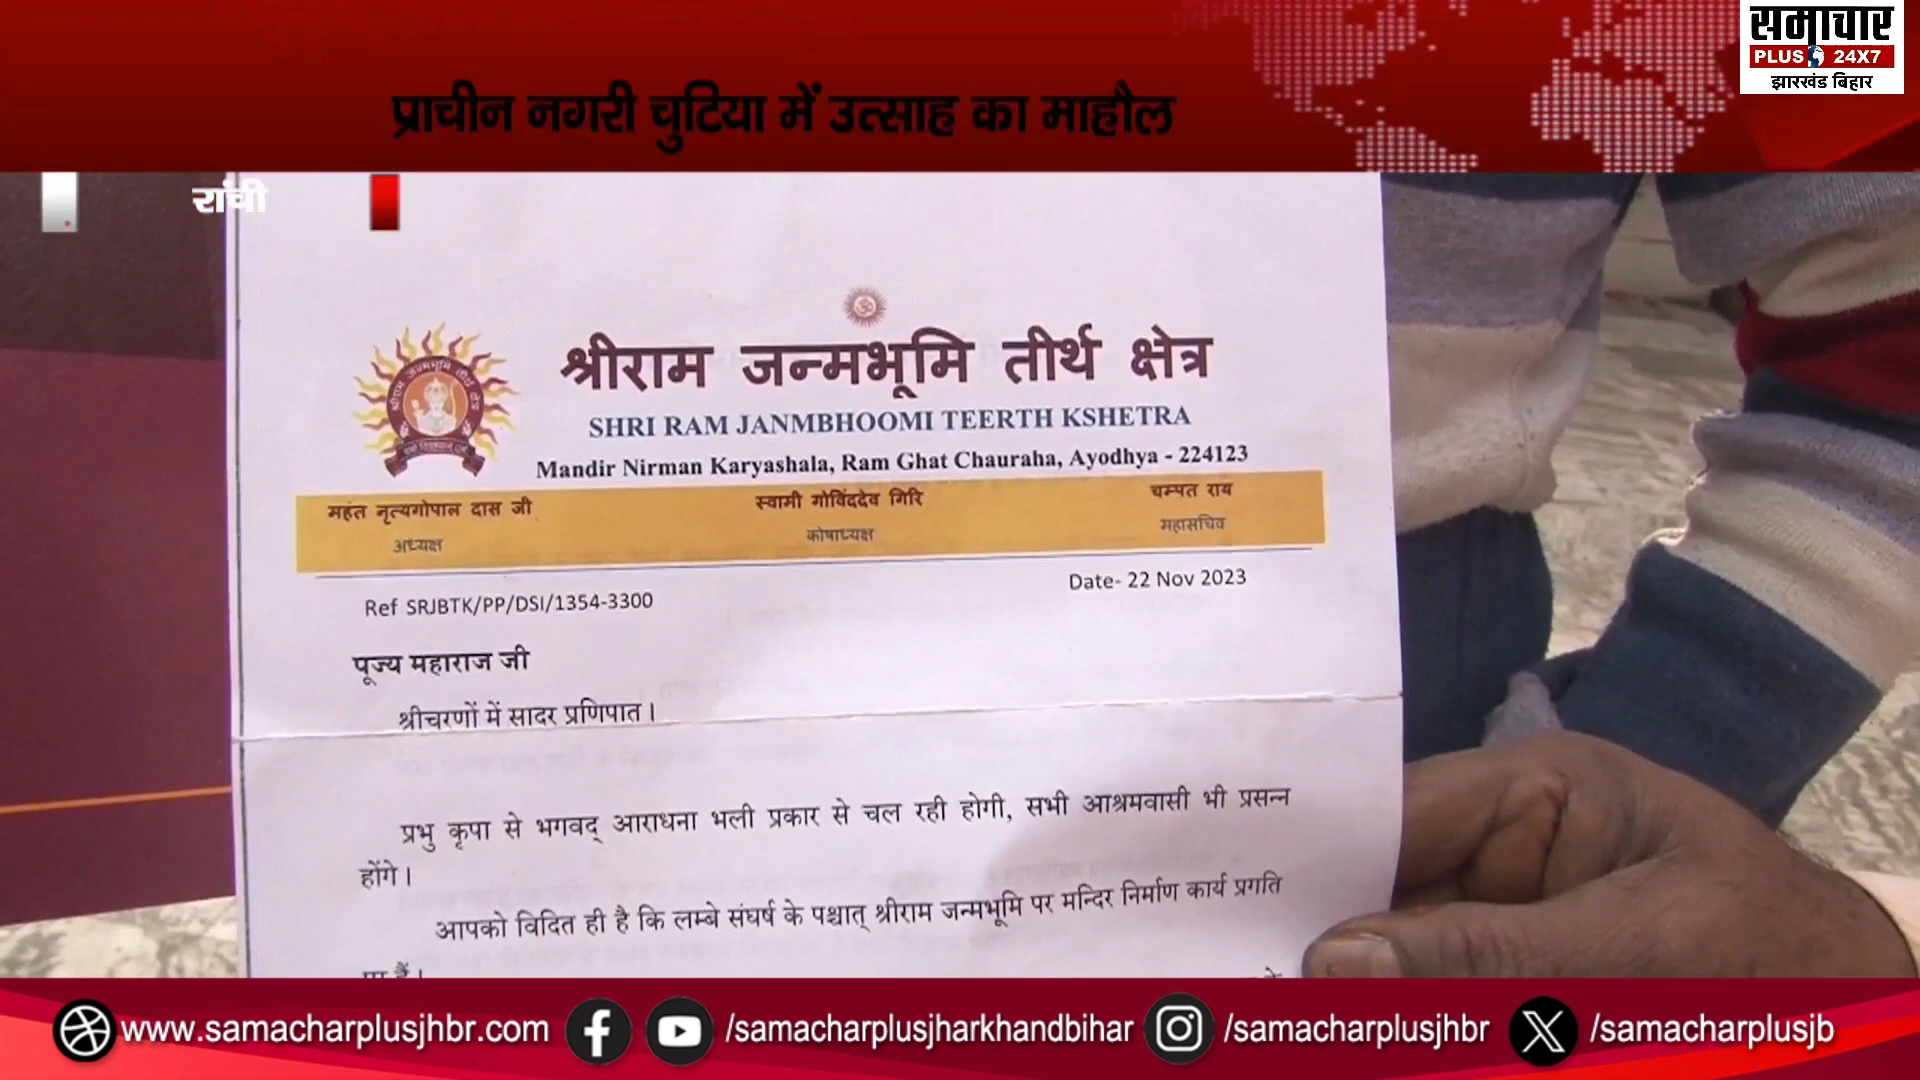 समाचार
PLUS 24X7
झारखंड बिहार
प्राचीन नगरी चुटिया में उत्साह का माहौल
रांची
श्रीराम जन्मभूमि तीर्थ क्षेत्र
SHRI RAM JANMBHOOMI TEERTH KSHETRA
Mandir Nirman Karyashala, Ram Ghat Chauraha, Ayodhya - 224123
महंत नृत्यगोपाल दास जी स्वामी गोविंददेव गिरि चम्पत राय
अध्यक्ष कोषाध्यक्ष महासचिव
Ref SRJBTK/PP/DSI/1354-3300 Date- 22 Nov 2023
पूज्य महाराज जी
श्रीचरणों में सादर प्रणिपात ।
प्रभु कृपा से भगवद् आराधना भली प्रकार से चल रही होगी, सभी आश्रमवासी भी प्रसन्न
होंगे ।
आपको विदित ही है कि लम्बे संघर्ष के पश्चात् श्रीराम जन्मभूमि पर मन्दिर निर्माण कार्य प्रगति
www.samacharplusjhbr.com /samacharplusjharkhandbihar /samacharplusjhbr /samacharplusjb